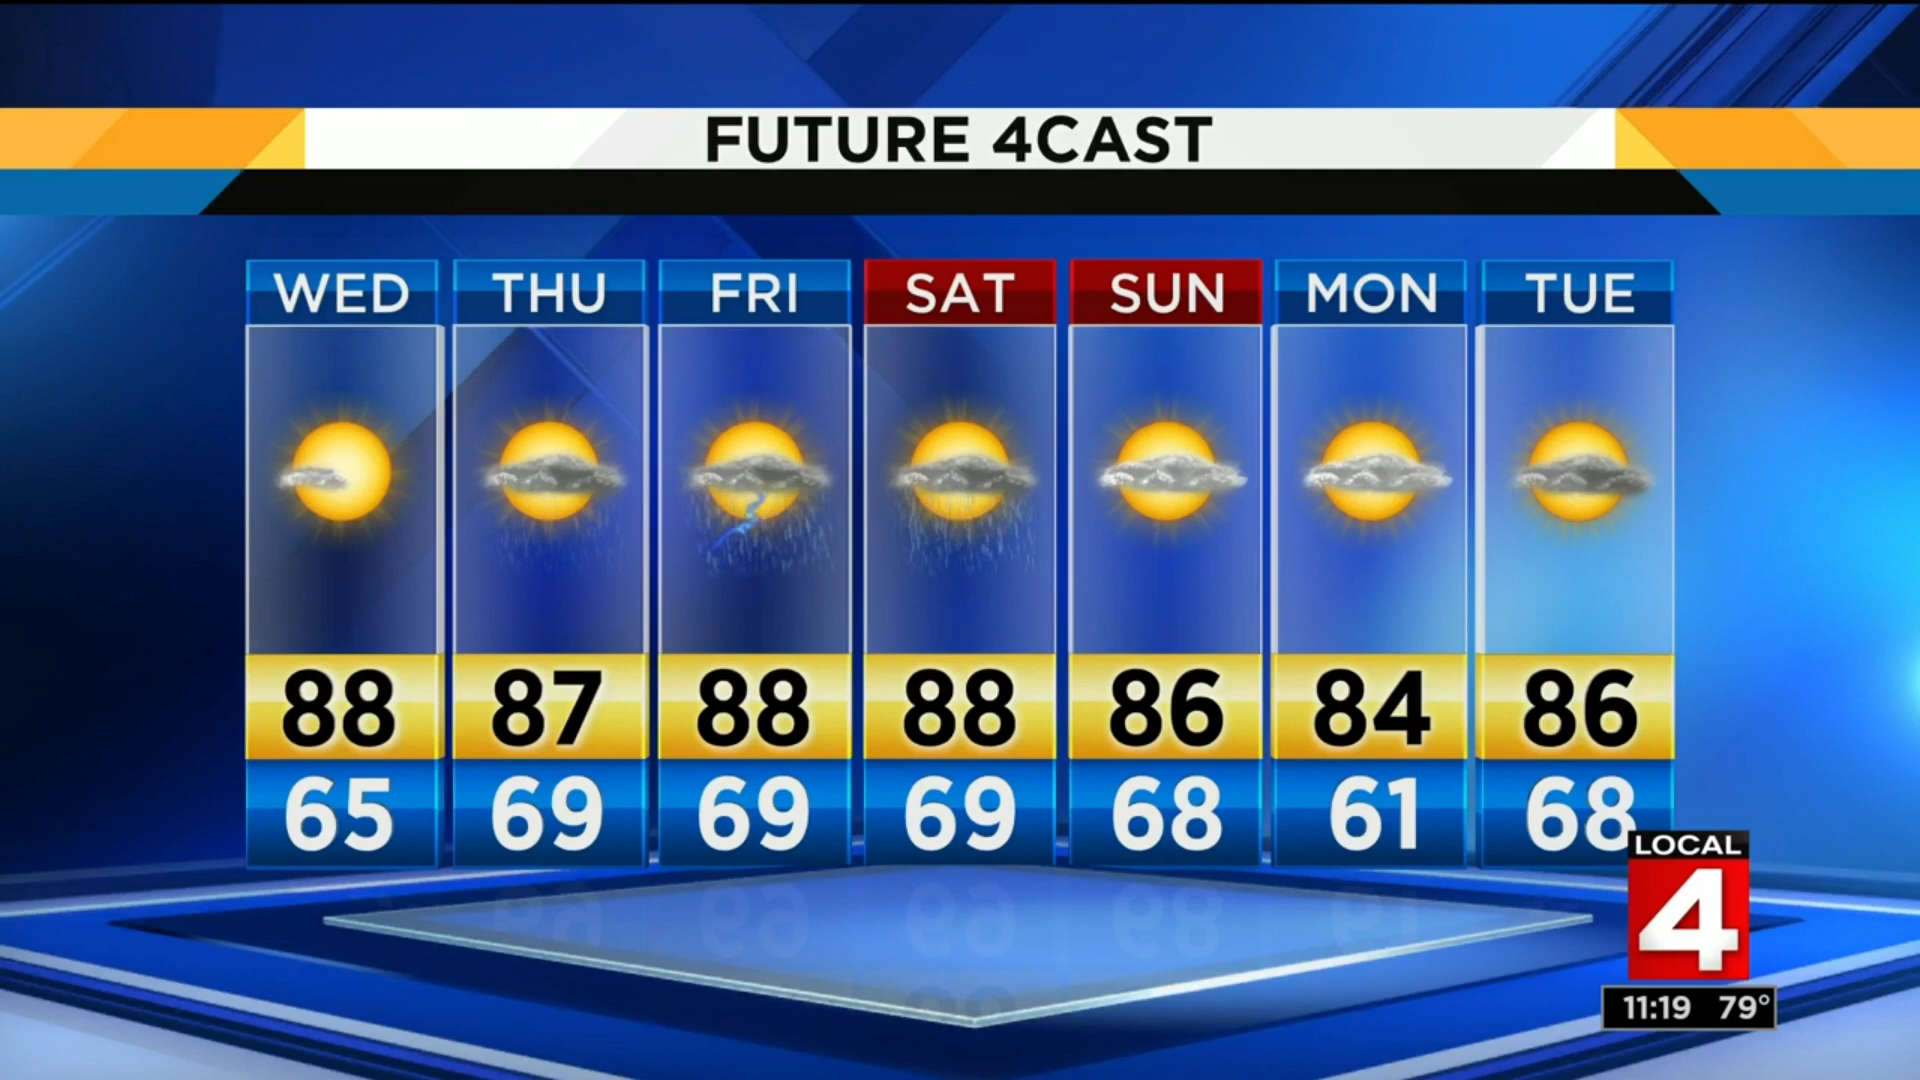 FUTURE 4CAST
WED THU FRI SAT SUN MON TUE
88 87 88 88 86 84 86
65 69 69 69 68 61 68
LOCAL
4
11:19 79°